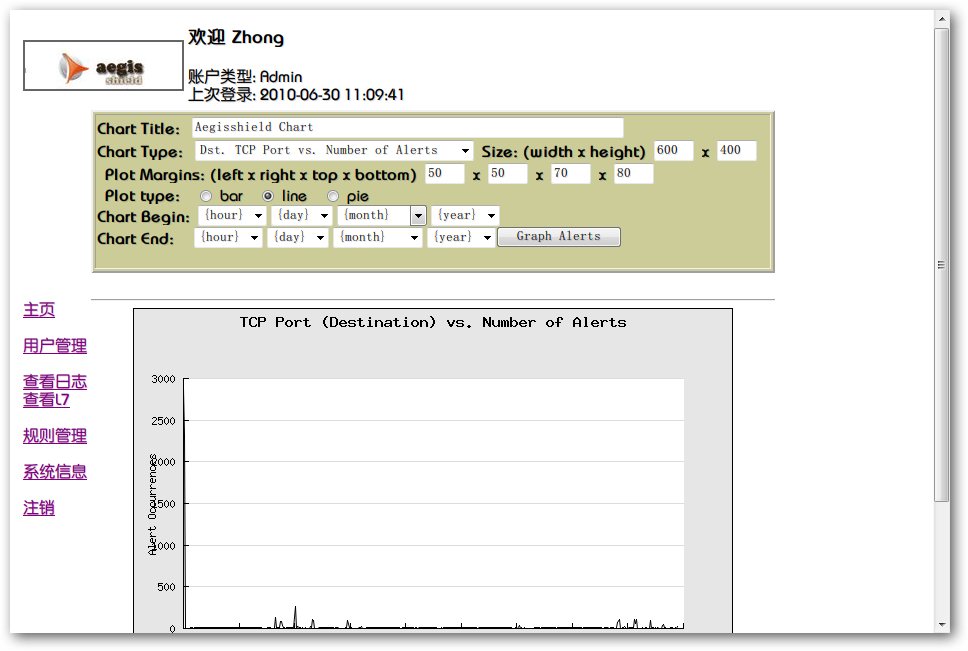 欢迎 Zhong
aegis
shield
账户类型: Admin
上次登录: 2010-06-30 11:09:41
Chart Title: Aegisshield Chart
Chart Type: Dst. TCP Port vs. Number of Alerts Size: (width x height) 600 x 400
Plot Margins: (left x right x top x bottom) 50 x 50 x 70 x 80
Plot type: bar line pie
Chart Begin: {hour} {day} {month} {year}
Chart End: {hour} {day} {month} {year} Graph Alerts
主页
用户管理
查看日志
查看l7
规则管理
系统信息
注销
TCP Port (Destination) vs. Number of Alerts
Alert Occurrences
3000
2500
2000
1500
1000
500
0